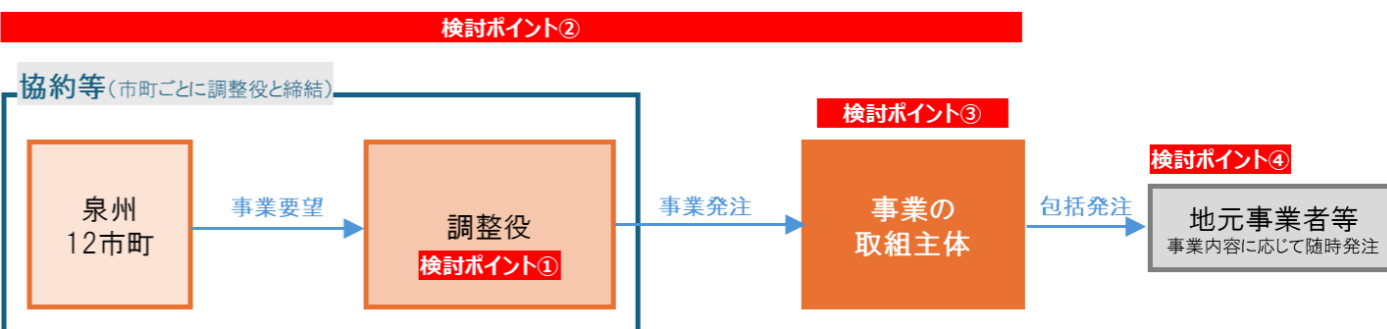 検討ポイント②
協約等(市町ごとに調整役と締結)
検討ポイント③
検討ポイント④
泉州
12市町
事業要望
調整役
検討ポイント①
事業発注
事業の
取組主体
包括発注
地元事業者等
事業内容に応じて随時発注